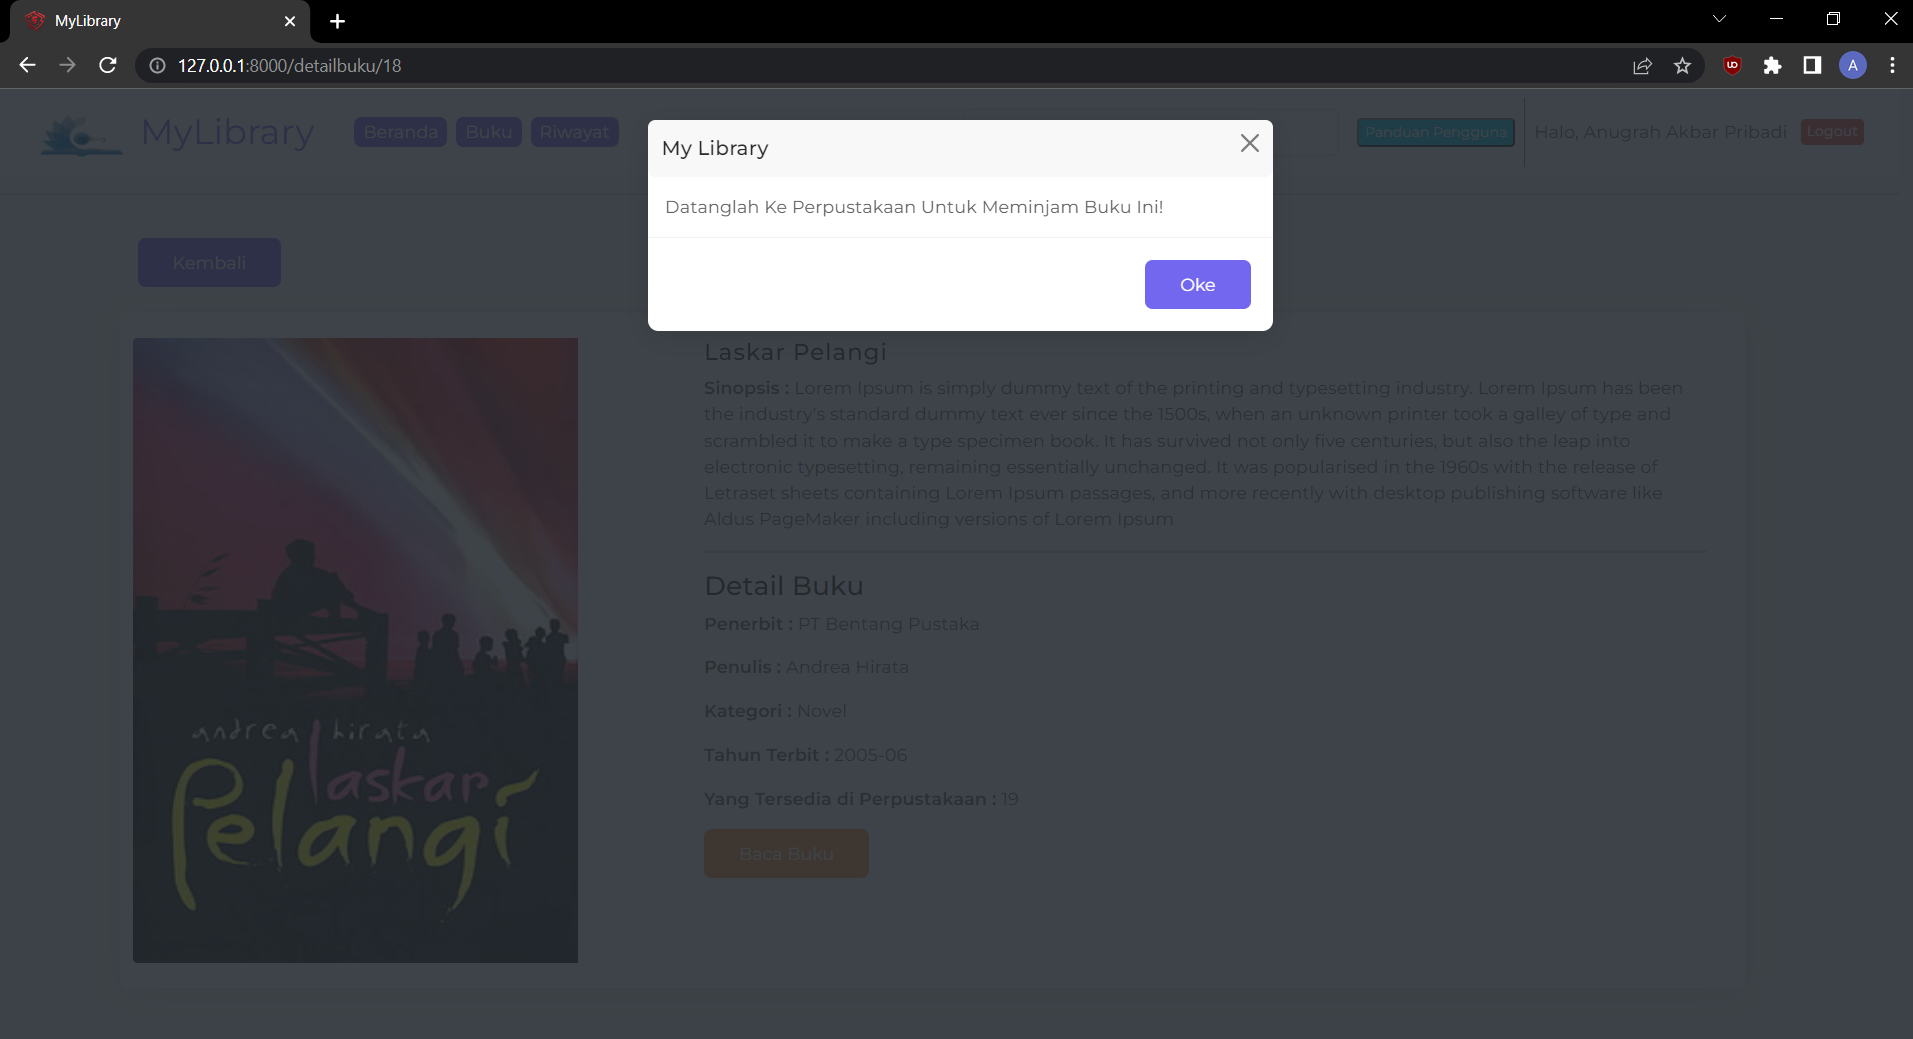 MyLibrary
127.0.0.1:8000/detailbuku/18
A
MyLibrary
Beranda
Buku
Riwayat
Panduan Pengguna
Halo, Anugrah Akbar Pribadi
Logout
My Library
Datanglah Ke Perpustakaan Untuk Meminjam Buku Ini!
Oke
Kembali
andrea hirata
laskar
Pelangi
Laskar Pelangi
Sinopsis : Lorem Ipsum is simply dummy text of the printing and typesetting industry. Lorem Ipsum has been
the industry's standard dummy text ever since the 1500s, when an unknown printer took a galley of type and
scrambled it to make a type specimen book. It has survived not only five centuries, but also the leap into
electronic typesetting, remaining essentially unchanged. It was popularised in the 1960s with the release of
Letraset sheets containing Lorem Ipsum passages, and more recently with desktop publishing software like
Aldus PageMaker including versions of Lorem Ipsum
Detail Buku
Penerbit : PT Bentang Pustaka
Penulis : Andrea Hirata
Kategori : Novel
Tahun Terbit : 2005-06
Yang Tersedia di Perpustakaan : 19
Baca Buku